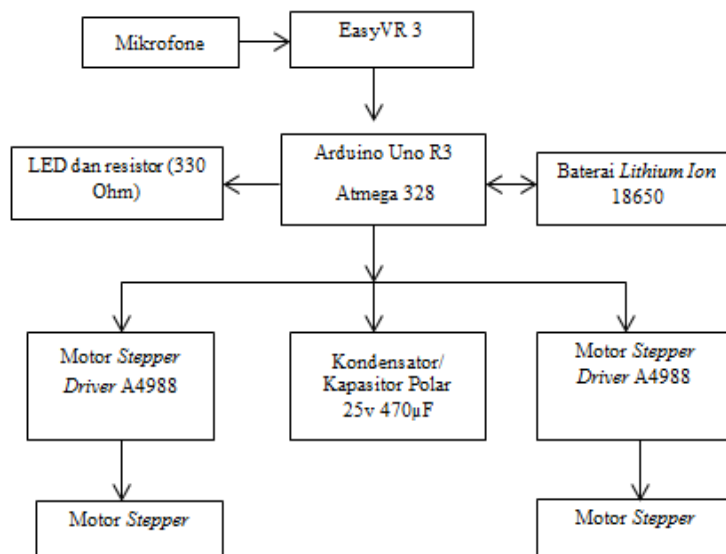 Mikrofone
EasyVR 3
LED dan resistor (330
Ohm)
Arduino Uno R3
Atmega 328
Baterai Lithium Ion
18650
Motor Stepper
Driver A4988
Kondensator/
Kapasitor Polar
25v 470µF
Motor Stepper
Driver A4988
Motor Stepper
Motor Stepper